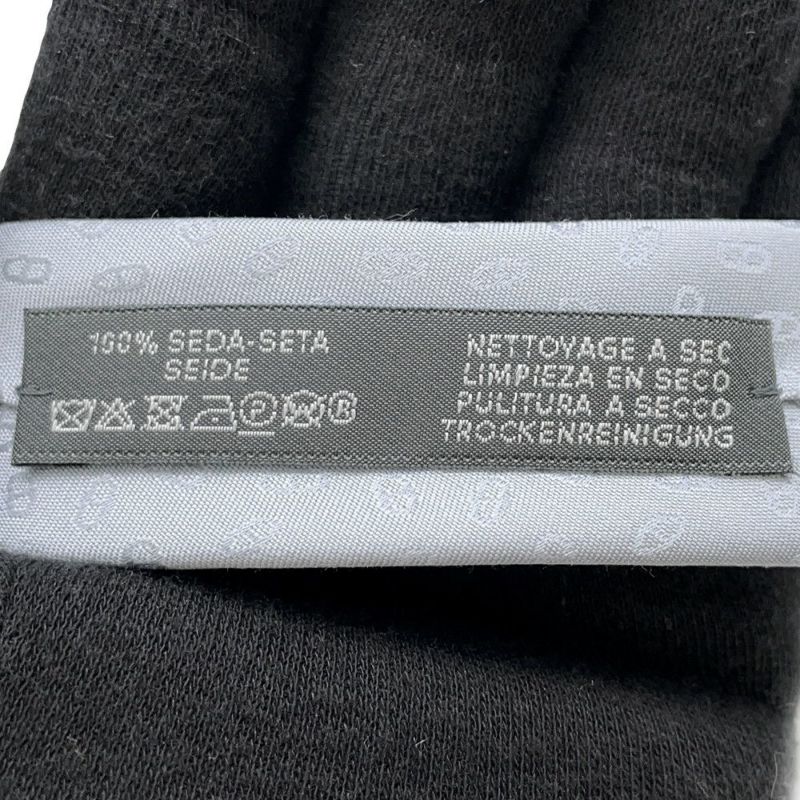 100% SEDA-SETA
SEIDE
P W R
NETTOYAGE A SEC
LIMPIEZA EN SECO
PULITURA A SECCO
TROCKENREINIGUNG